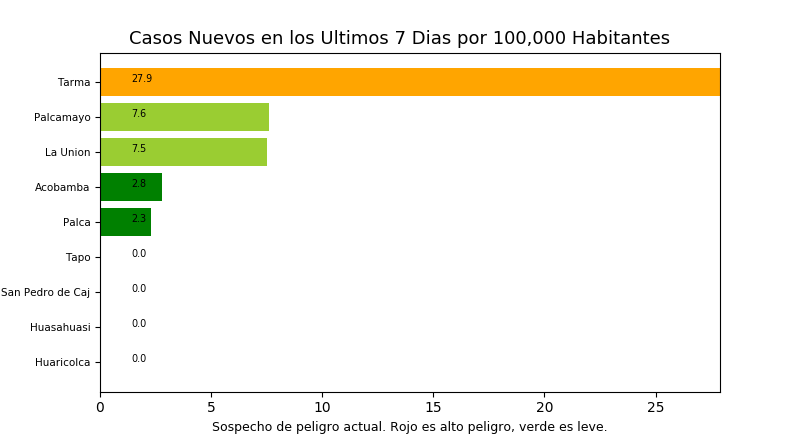 Casos Nuevos en los Ultimos 7 Dias por 100,000 Habitantes
Tarma 27.9
Palcamayo 7.6
La Union 7.5
Acobamba 2.8
Palca 2.3
Tapo 0.0
San Pedro de Caj 0.0
Huasahuasi 0.0
Huaricolca 0.0
0 5 10 15 20 25
Sospecho de peligro actual. Rojo es alto peligro, verde es leve.